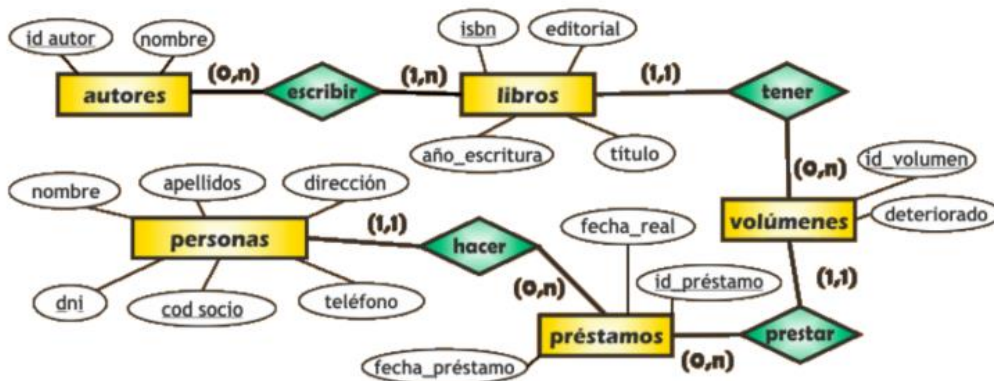 id autor
nombre
isbn
editorial
autores
(0,n)
escribir
(1,n)
libros
(1,1)
tener
año_escritura
título
id_volumen
(0,n)
deteriorado
volúmenes
nombre
apellidos
dirección
personas
(1,1)
hacer
fecha_real
(1,1)
dni
cod socio
teléfono
(0,n)
id_préstamo
préstamos
prestar
fecha_préstamo
(0,n)